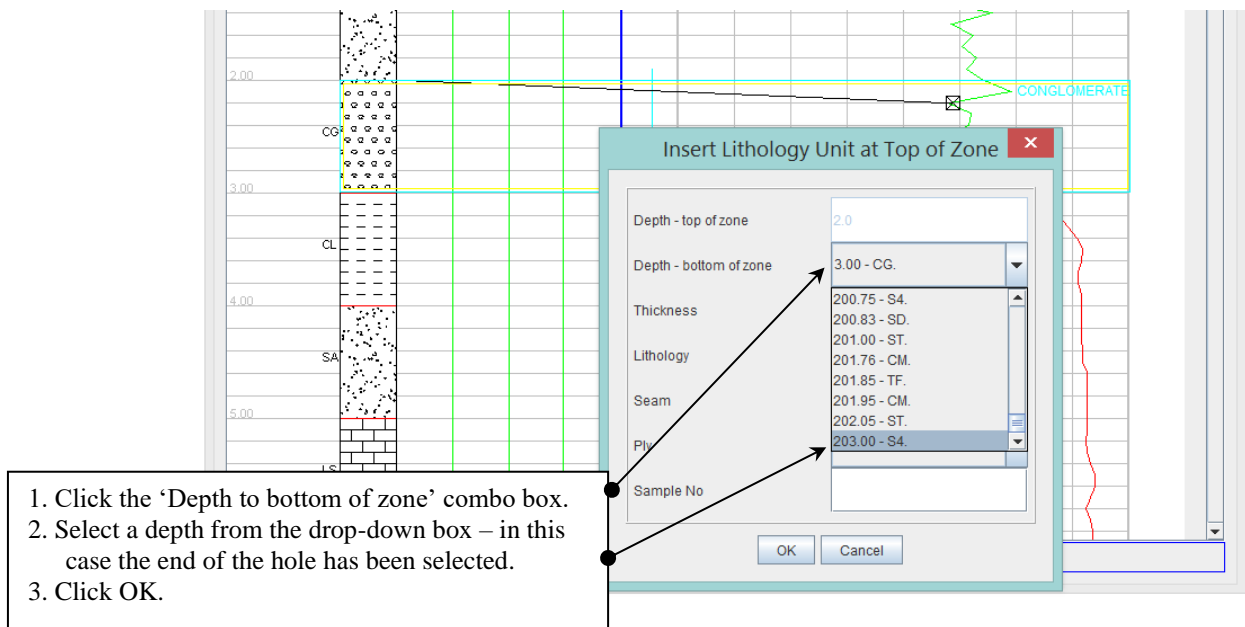 2.00
CONGLOMERATE
CG
3.00
CL
4.00
SA
5.00
LS
Insert Lithology Unit at Top of Zone
Depth - top of zone
2.0
Depth - bottom of zone
3.00 - CG.
200.75 - S4.
200.83 - SD.
201.00 - ST.
201.76 - CM.
201.85 - TF.
201.95 - CM.
202.05 - ST.
203.00 - S4.
Thickness
Lithology
Seam
Ply
Sample No
OK
Cancel
1. Click the ‘Depth to bottom of zone’ combo box.
2. Select a depth from the drop-down box – in this
case the end of the hole has been selected.
3. Click OK.